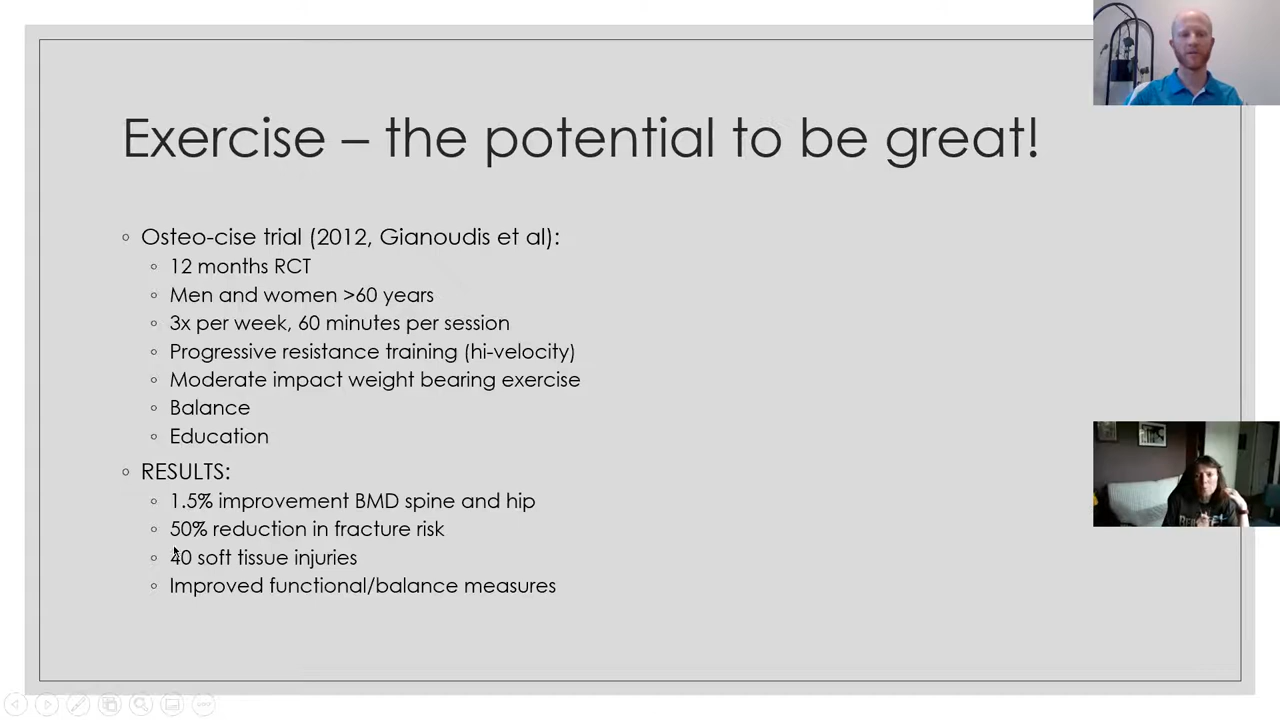 Exercise – the potential to be great!
Osteo-cise trial (2012, Gianoudis et al):
12 months RCT
Men and women >60 years
3x per week, 60 minutes per session
Progressive resistance training (hi-velocity)
Moderate impact weight bearing exercise
Balance
Education
RESULTS:
1.5% improvement BMD spine and hip
50% reduction in fracture risk
40 soft tissue injuries
Improved functional/balance measures